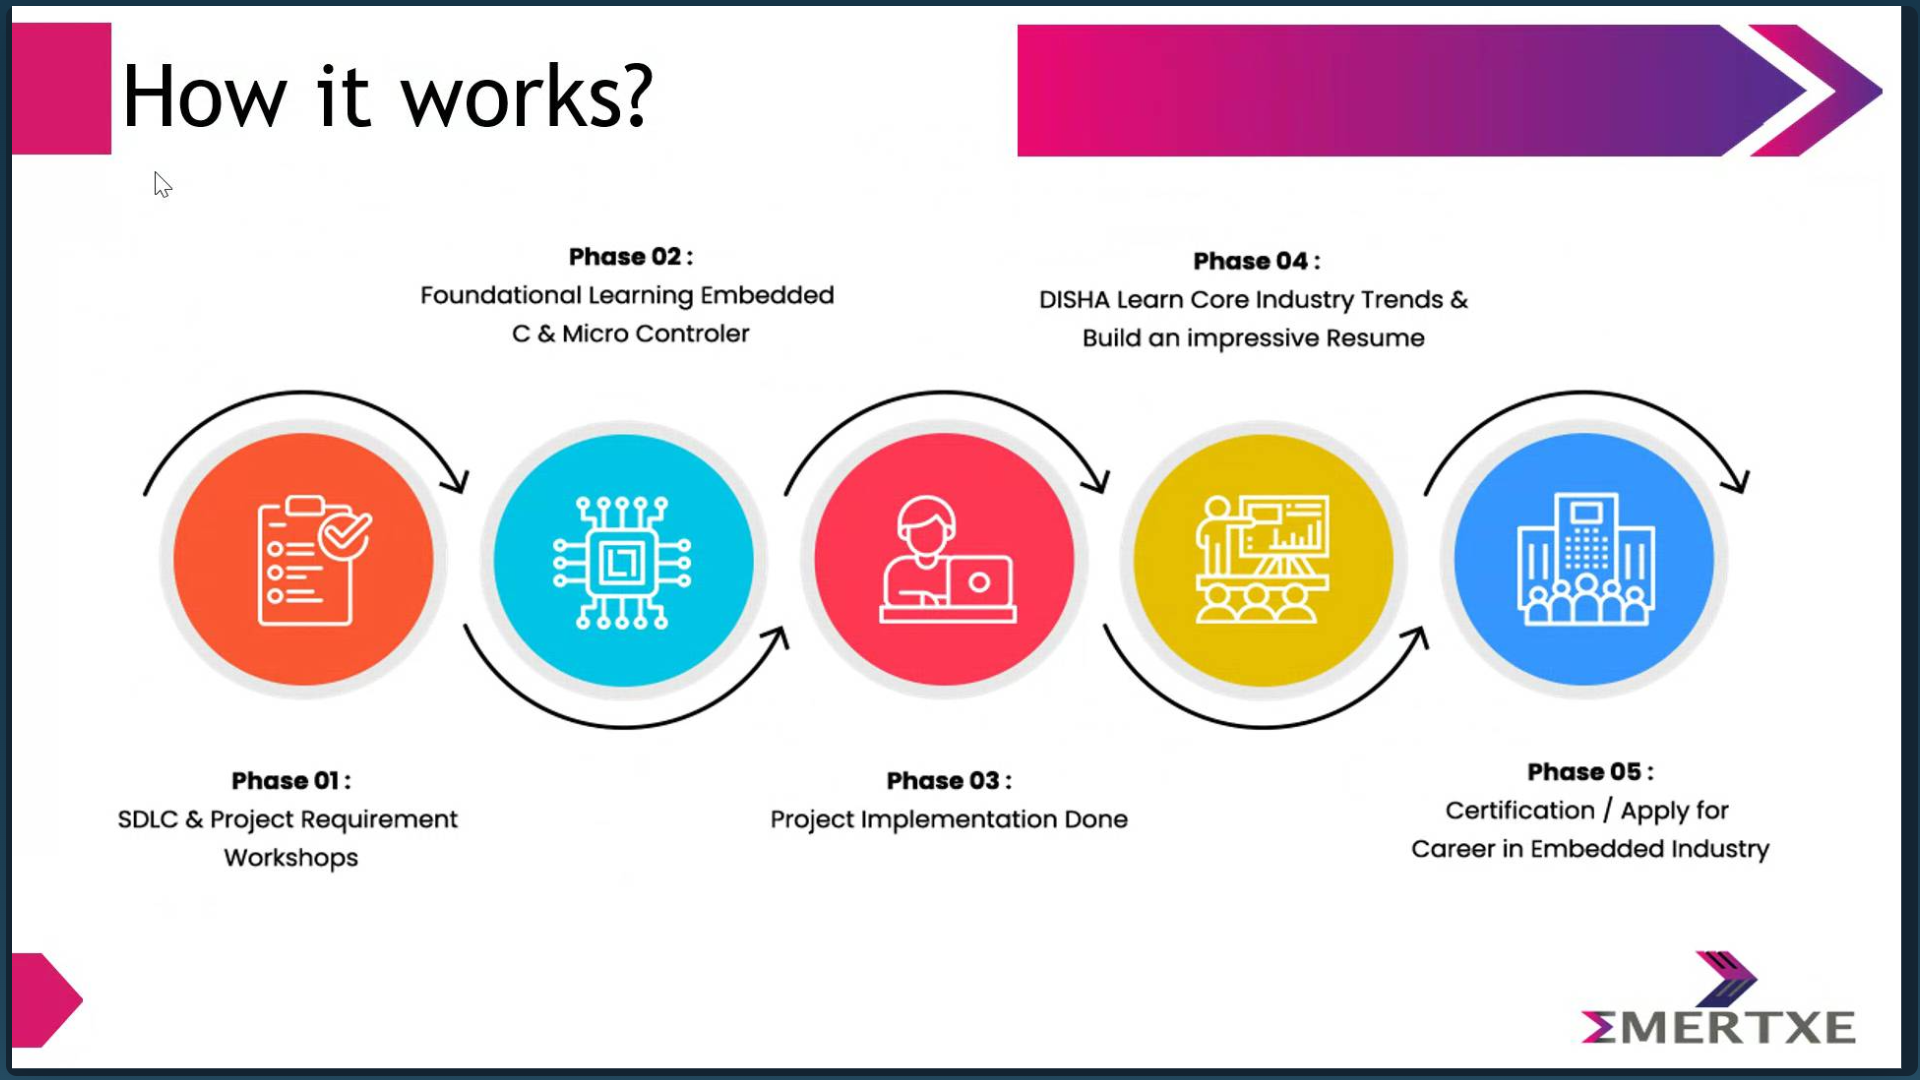 How it works?
Phase 02 :
Foundational Learning Embedded
C & Micro Controler
Phase 04 :
DISHA Learn Core Industry Trends &
Build an impressive Resume
Phase 01 :
SDLC & Project Requirement
Workshops
Phase 03 :
Project Implementation Done
Phase 05 :
Certification / Apply for
Career in Embedded Industry
EMERTXE